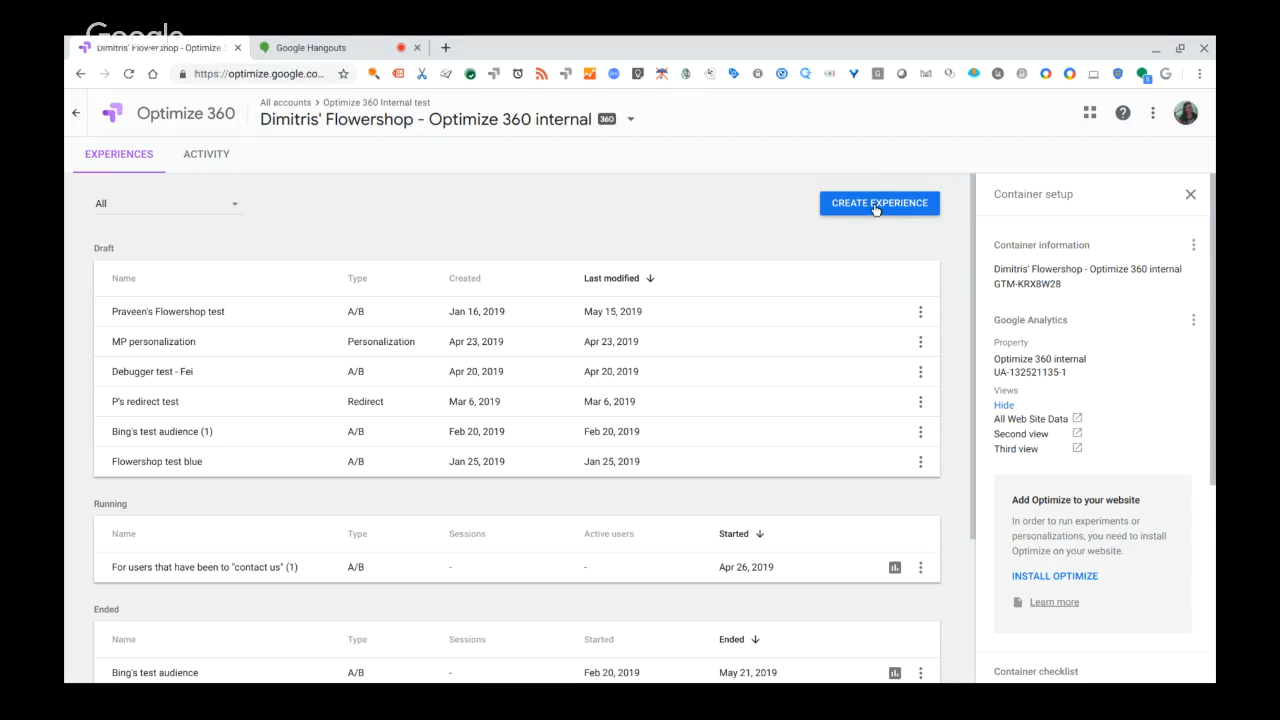 Google
Dimitris' Flowershop - Optimize
Google Hangouts
https://optimize.google.co...
Optimize 360
All accounts > Optimize 360 Internal test
Dimitris' Flowershop - Optimize 360 internal 360
EXPERIENCES ACTIVITY
All
CREATE EXPERIENCE
Draft
Name Type Created Last modified
Praveen's Flowershop test A/B Jan 16, 2019 May 15, 2019
MP personalization Personalization Apr 23, 2019 Apr 23, 2019
Debugger test - Fei A/B Apr 20, 2019 Apr 20, 2019
P's redirect test Redirect Mar 6, 2019 Mar 6, 2019
Bing's test audience (1) A/B Feb 20, 2019 Feb 20, 2019
Flowershop test blue A/B Jan 25, 2019 Jan 25, 2019
Running
Name Type Sessions Active users Started
For users that have been to "contact us" (1) A/B - - Apr 26, 2019
Ended
Name Type Sessions Started Ended
Bing's test audience A/B - Feb 20, 2019 May 21, 2019
Container setup
Container information
Dimitris' Flowershop - Optimize 360 internal
GTM-KRX8W28
Google Analytics
Property
Optimize 360 internal
UA-132521135-1
Views
Hide
All Web Site Data
Second view
Third view
Add Optimize to your website
In order to run experiments or
personalizations, you need to install
Optimize on your website.
INSTALL OPTIMIZE
Learn more
Container checklist